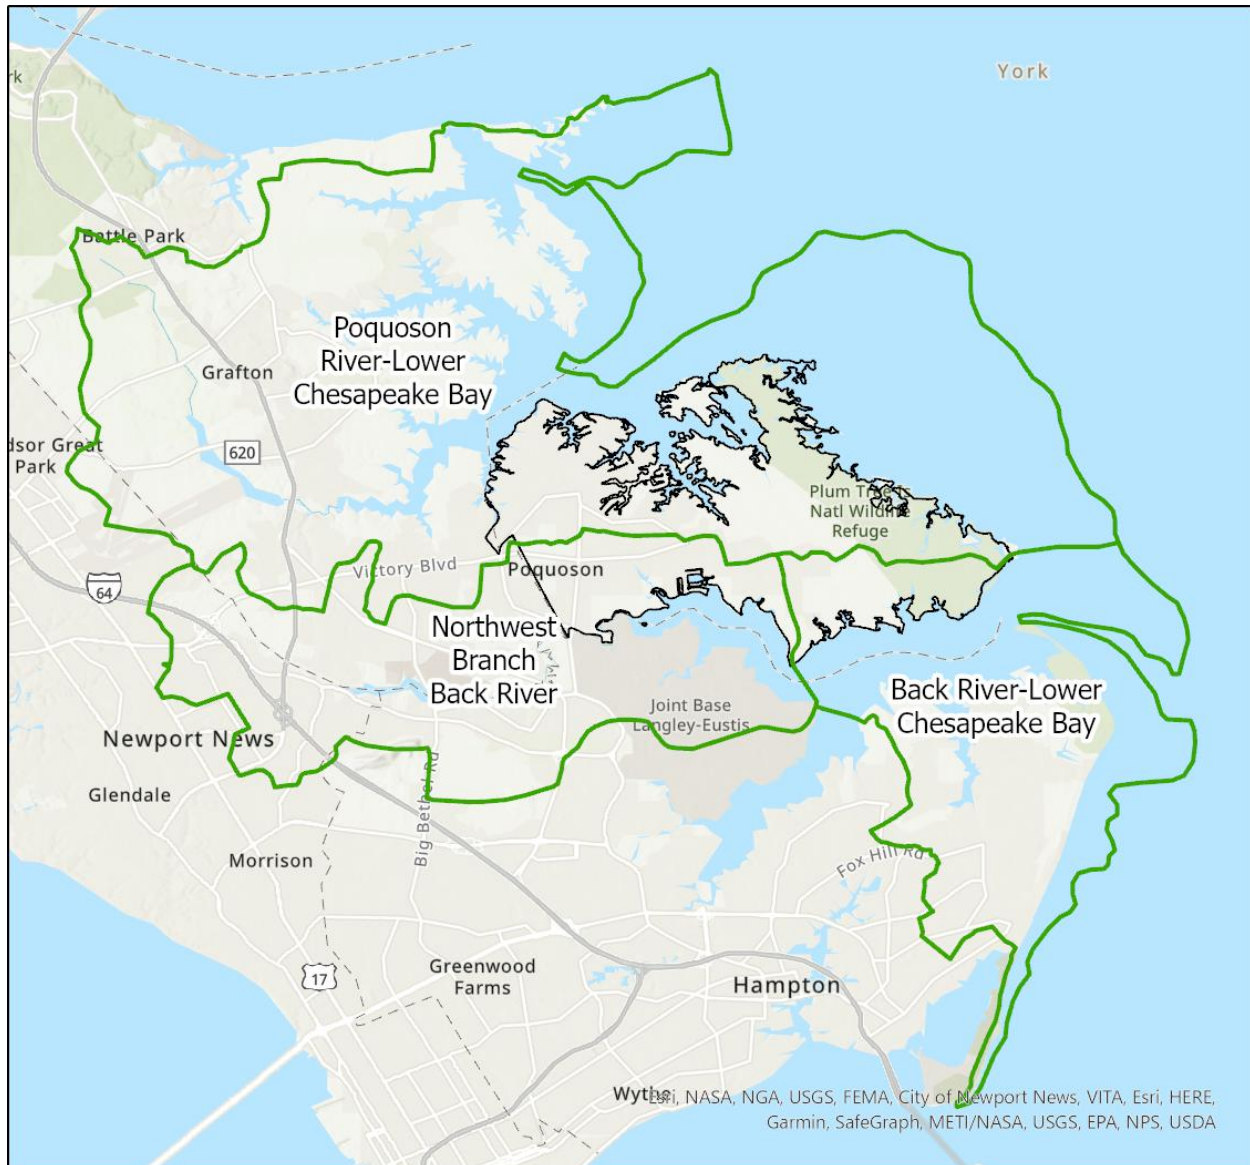 York
rk
Battle Park
Poquoson
River-Lower
Chesapeake Bay
Grafton
dsor Great
Park
620
Plum Tree Is
Natl Wildlife
Refuge
Victory Blvd
Poquoson
64
Northwest
Branch
Back River
Back River-Lower
Chesapeake Bay
Joint Base
Langley-Eustis
Newport News
Glendale
Big Bethel Rd
Morrison
Fox Hill Rd
17
Greenwood
Farms
Hampton
Wythe
Esri, NASA, NGA, USGS, FEMA, City of Newport News, VITA, Esri, HERE,
Garmin, SafeGraph, METI/NASA, USGS, EPA, NPS, USDA